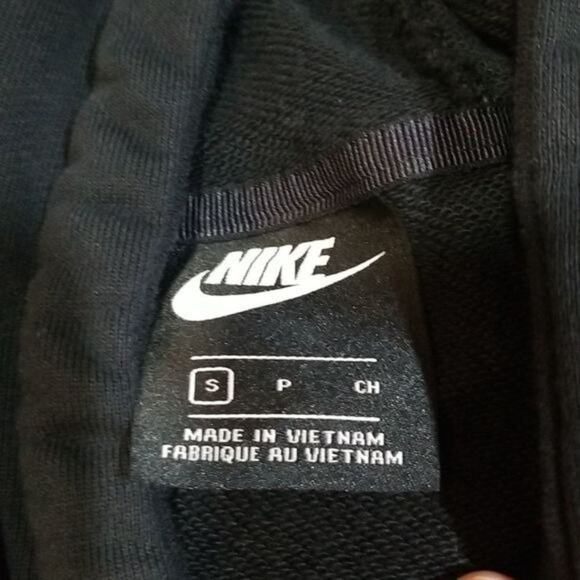 NIKE
S P CH
MADE IN VIETNAM
FABRIQUE AU VIETNAM